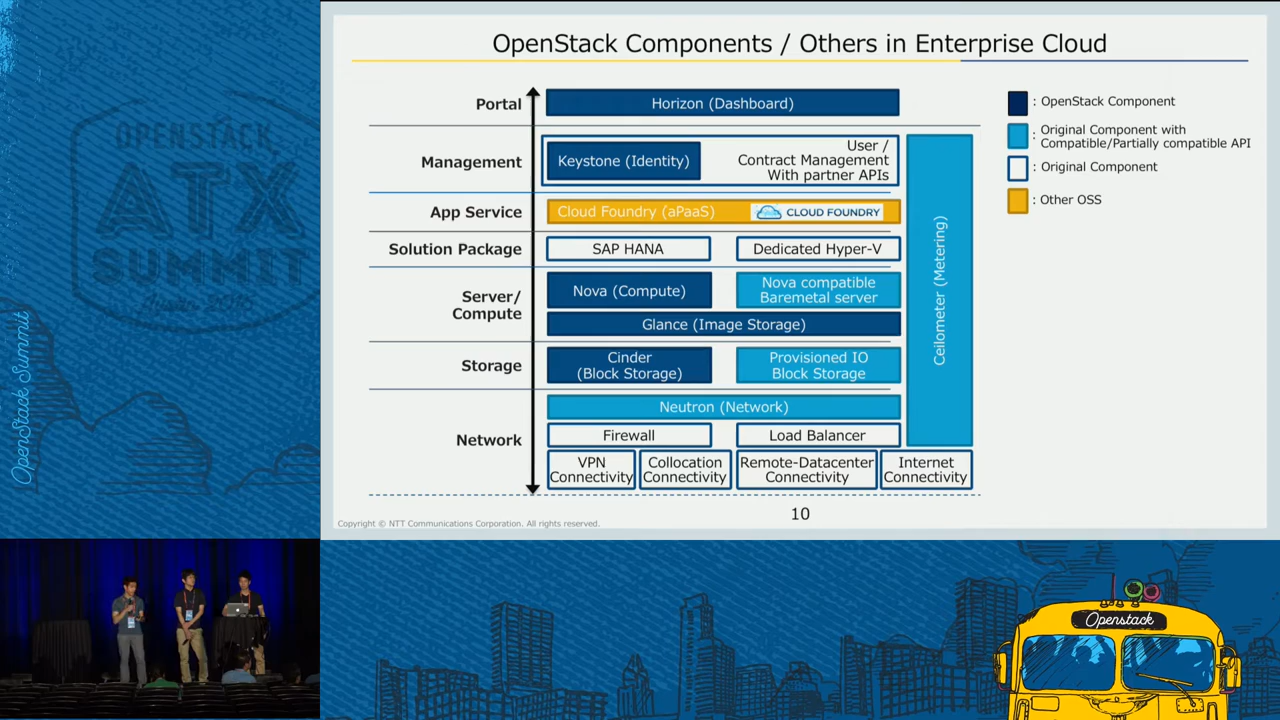 OpenStack Components / Others in Enterprise Cloud
Portal
Horizon (Dashboard)
Management
Keystone (Identity)
User /
Contract Management
With partner APIs
App Service
Cloud Foundry (aPaaS)
CLOUD FOUNDRY
Solution Package
SAP HANA
Dedicated Hyper-V
Server/
Compute
Nova (Compute)
Nova compatible
Baremetal server
Glance (Image Storage)
Storage
Cinder
(Block Storage)
Provisioned IO
Block Storage
Network
Neutron (Network)
Firewall
Load Balancer
VPN
Connectivity
Collocation
Connectivity
Remote-Datacenter
Connectivity
Internet
Connectivity
Ceilometer (Metering)
: OpenStack Component
: Original Component with
Compatible/Partially compatible API
: Original Component
: Other OSS
10
Copyright © NTT Communications Corporation. All rights reserved.
OPENSTACK
ATX
SUMMIT
OpenStack Summit
Openstack